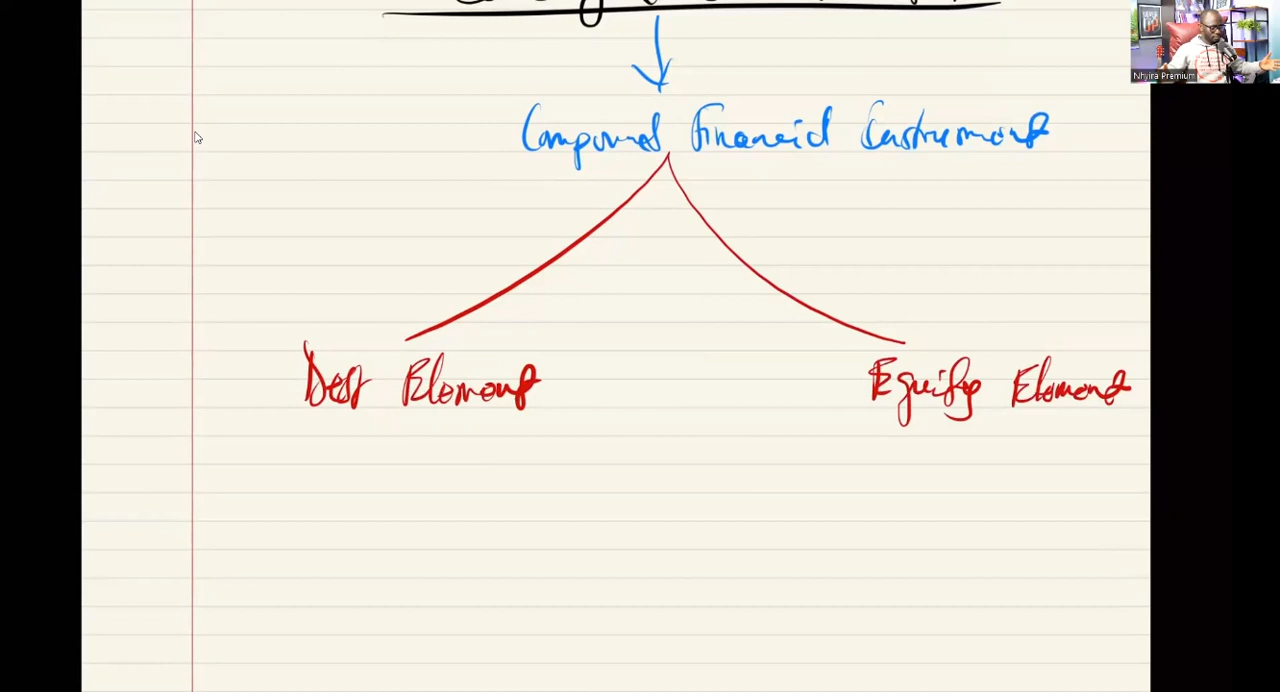 Compound Financial Instrument
Debt Element
Equity Element
Nhyira Premium